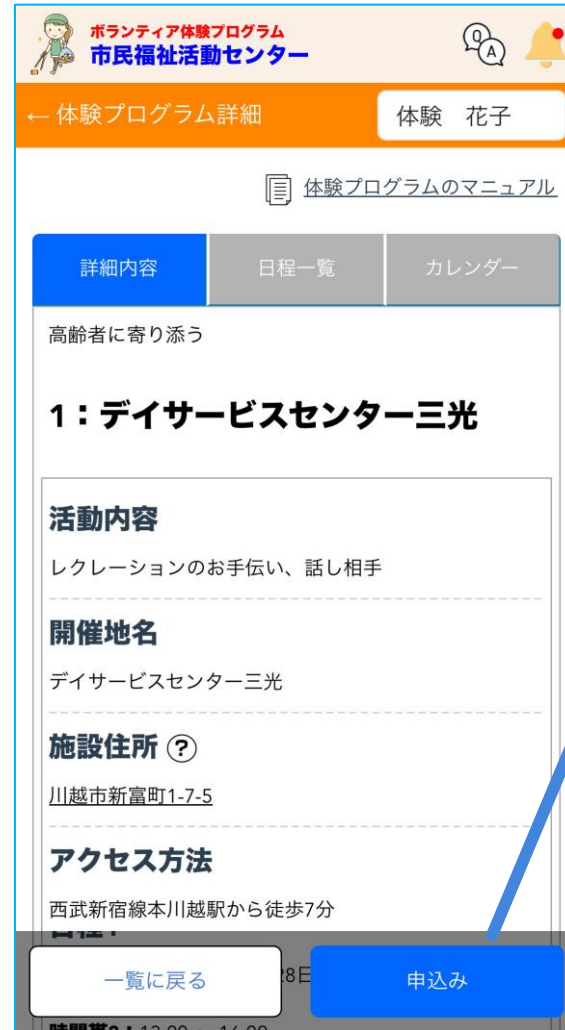 ボランティア体験プログラム
市民福祉活動センター
Q
A
← 体験プログラム詳細
体験　花子
体験プログラムのマニュアル
詳細内容
日程一覧
カレンダー
高齢者に寄り添う
1：デイサービスセンター三光
活動内容
レクレーションのお手伝い、話し相手
開催地名
デイサービスセンター三光
施設住所 ?
川越市新富町1-7-5
アクセス方法
西武新宿線本川越駅から徒歩7分
一覧に戻る
28日
申込み